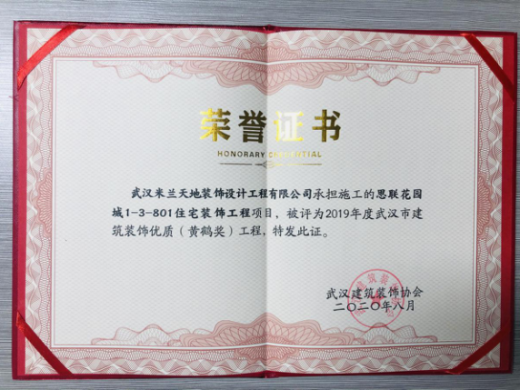 荣誉证书
HONORARY CREDENTIAL
武汉米兰天地装饰设计工程有限公司承担施工的恩联花园
城1-3-801住宅装饰工程项目,被评为2019年度武汉市建
筑装饰优质(黄鹤奖)工程,特发此证。
武汉建筑装饰协会
二〇二〇年八月